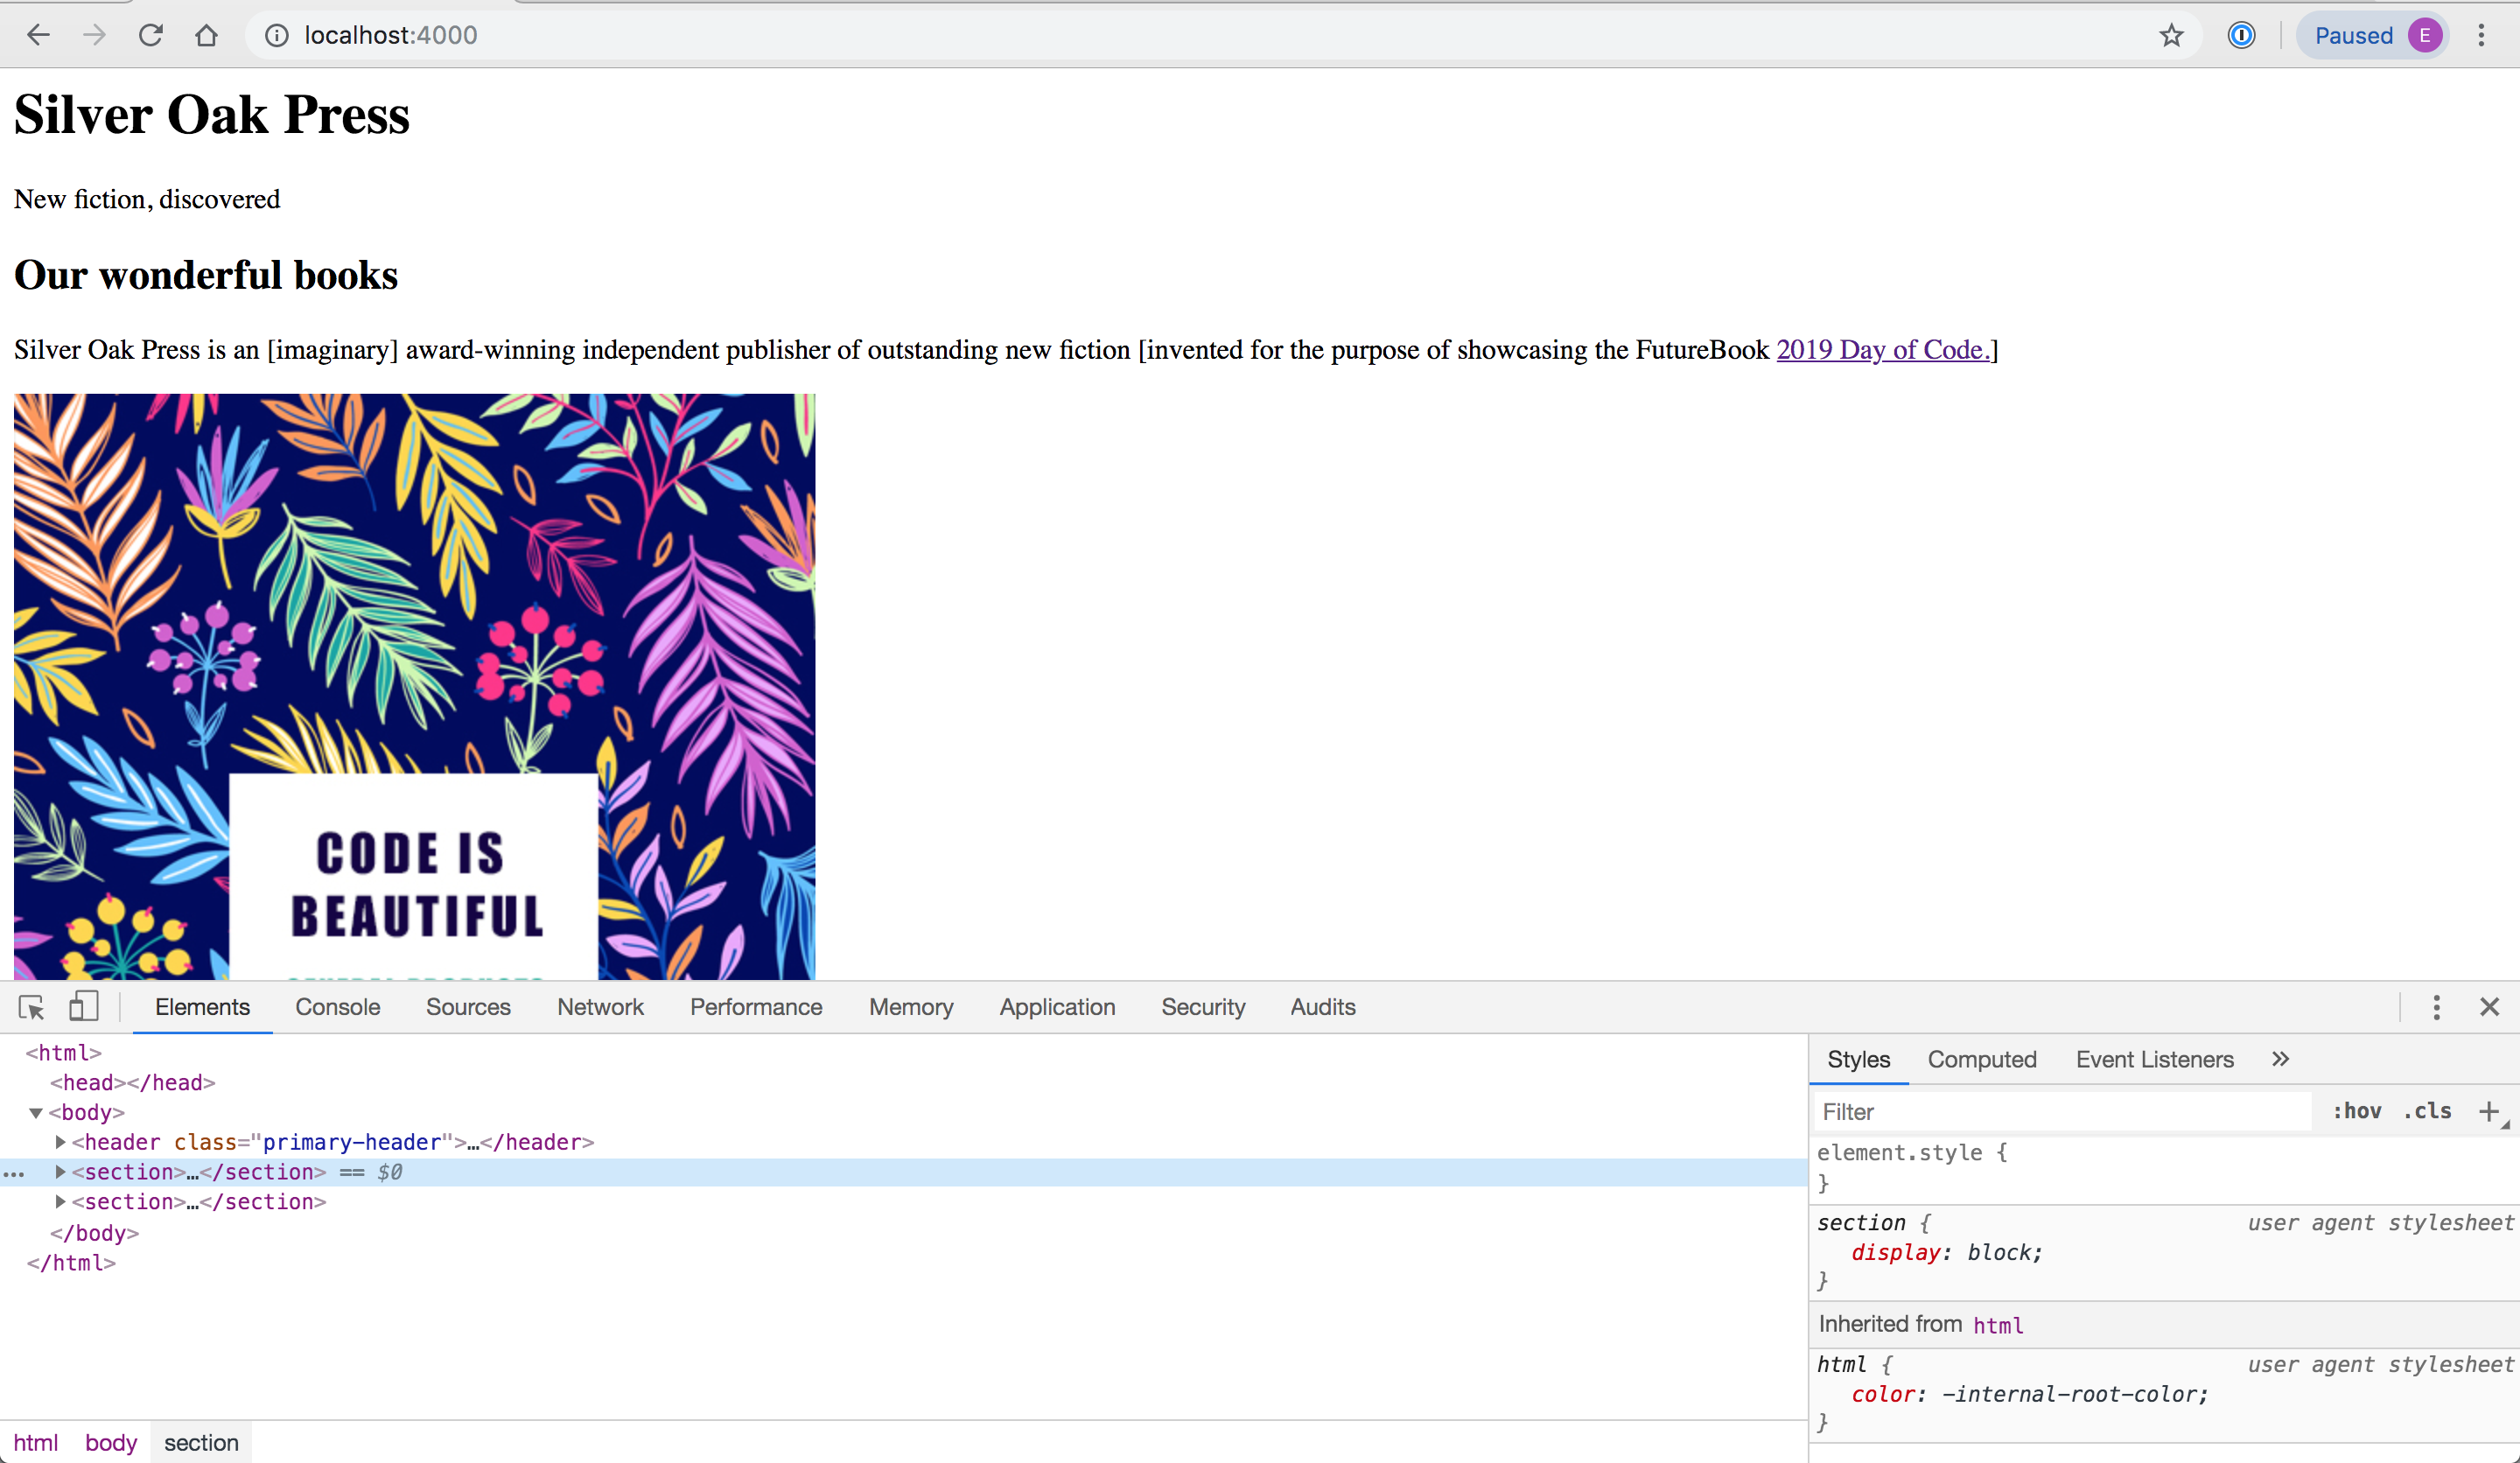 localhost:4000
Paused E
Silver Oak Press
New fiction, discovered
Our wonderful books
Silver Oak Press is an [imaginary] award-winning independent publisher of outstanding new fiction [invented for the purpose of showcasing the FutureBook 2019 Day of Code.]
CODE IS
BEAUTIFUL
Elements Console Sources Network Performance Memory Application Security Audits
<html>
<head></head>
<body>
<header class="primary-header">…</header>
<section>…</section> == $0
<section>…</section>
</body>
</html>
html body section
Styles Computed Event Listeners »
Filter :hov .cls +
element.style {
}
section { user agent stylesheet
display: block;
}
Inherited from html
html { user agent stylesheet
color: -internal-root-color;
}